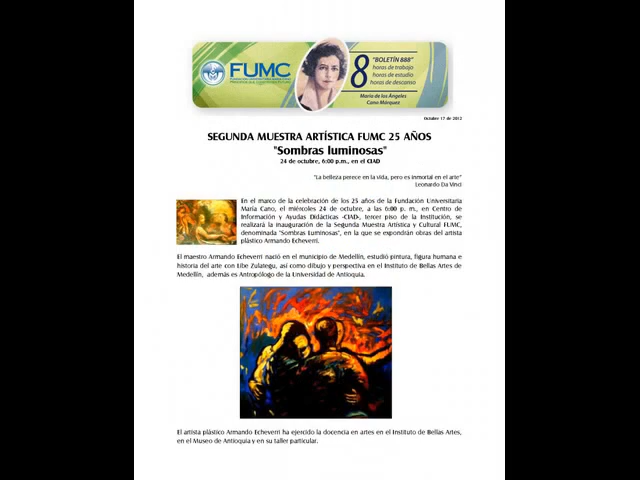 FUMC
FUNDACIÓN UNIVERSITARIA MARÍA CANO
8
"BOLETÍN 888"
horas de trabajo
horas de estudio
horas de descanso
María de los Ángeles
Cano Márquez
Octubre 17 de 2012
SEGUNDA MUESTRA ARTÍSTICA FUMC 25 AÑOS
"Sombras luminosas"
24 de octubre, 6:00 p.m., en el CIAD
"La belleza perece en la vida, pero es inmortal en el arte"
Leonardo Da Vinci
En el marco de la celebración de los 25 años de la Fundación Universitaria
María Cano, el miércoles 24 de octubre, a las 6:00 p. m., en Centro de
Información y Ayudas Didácticas -CIAD-, tercer piso de la Institución, se
realizará la inauguración de la Segunda Muestra Artística y Cultural FUMC,
denominada "Sombras Luminosas", en la que se expondrán obras del artista
plástico Armando Echeverri.
El maestro Armando Echeverri nació en el municipio de Medellín, estudió pintura, figura humana e
historia del arte con Libe Zulategu, así como dibujo y perspectiva en el Instituto de Bellas Artes de
Medellín, además es Antropólogo de la Universidad de Antioquia.
El artista plástico Armando Echeverri ha ejercido la docencia en artes en el Instituto de Bellas Artes,
en el Museo de Antioquia y en su taller particular.